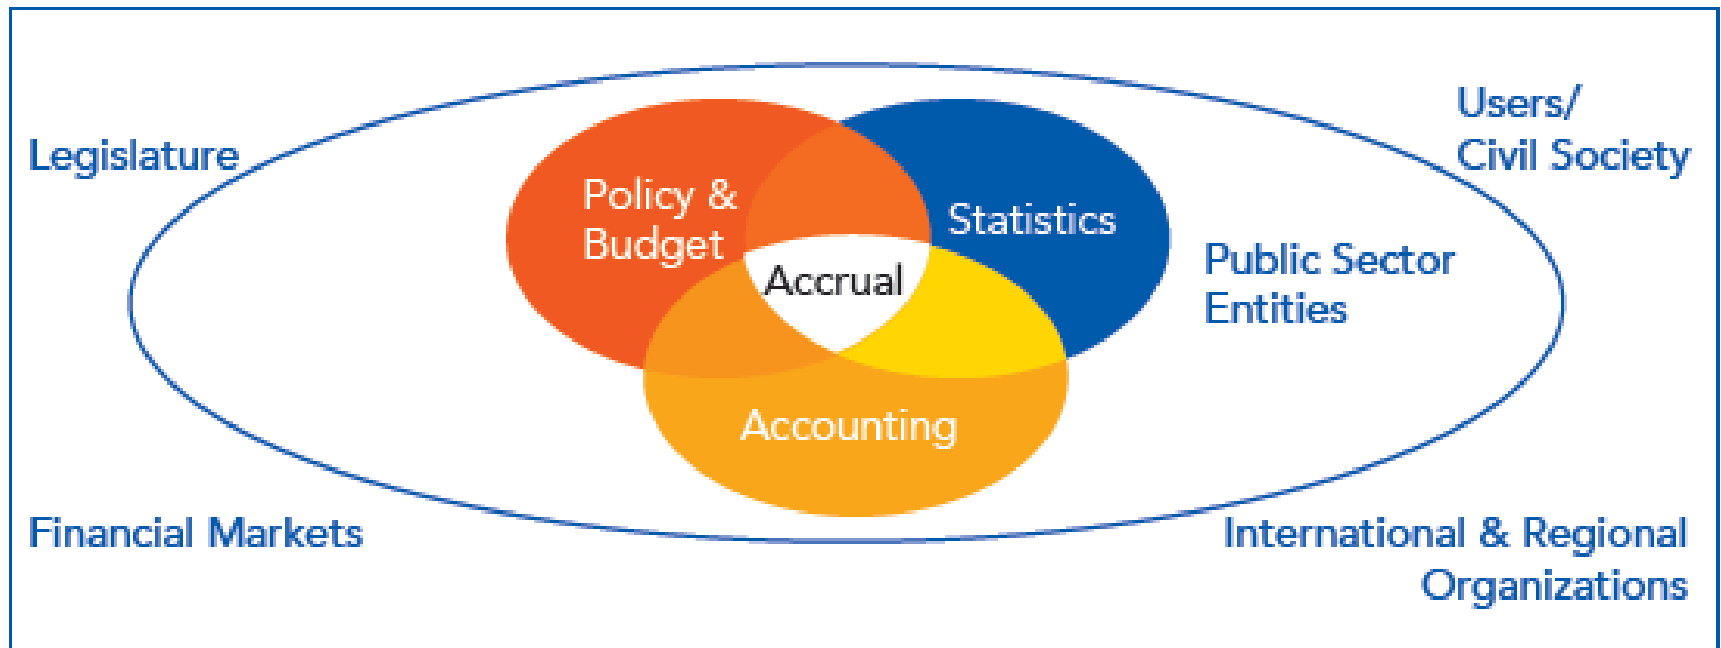 Legislature
Users/
Civil Society
Policy &
Budget
Statistics
Accrual
Public Sector
Entities
Accounting
Financial Markets
International & Regional
Organizations